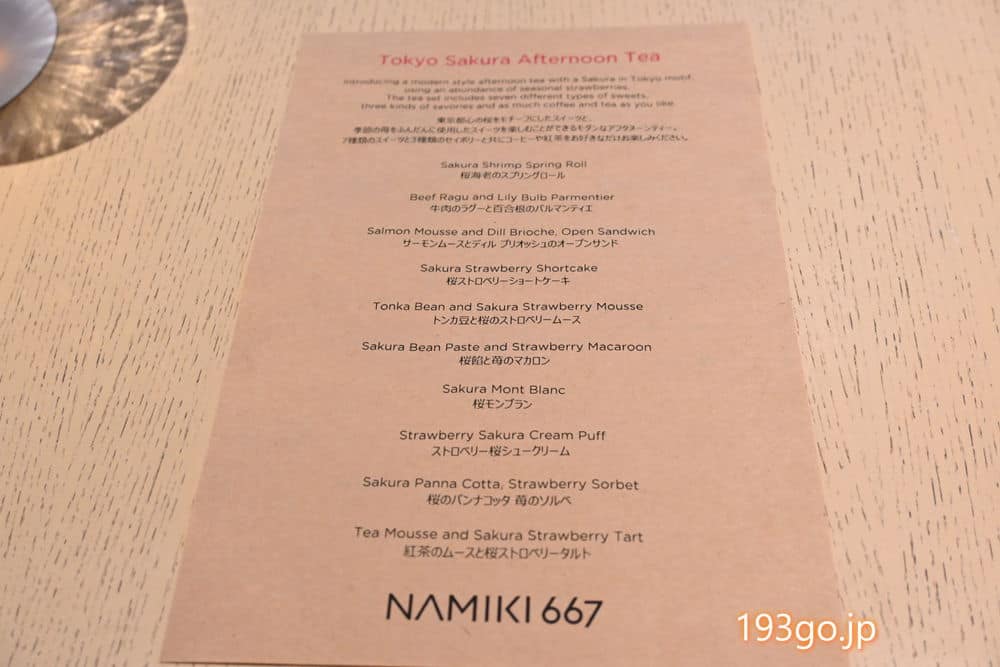 Tokyo Sakura Afternoon Tea
Introducing a modern style afternoon tea with a Sakura in Tokyo motif,
using an abundance of seasonal strawberries.
The tea set includes seven different types of sweets,
three kinds of savories and as much coffee and tea as you like.
東京都心の桜をモチーフにしたスイーツと、
季節の苺をふんだんに使用したスイーツを楽しむことができるモダンなアフタヌーンティー。
7種類のスイーツと3種類のセイボリーと共にコーヒーや紅茶をお好きなだけお楽しみください。
Sakura Shrimp Spring Roll
桜海老のスプリングロール
Beef Ragu and Lily Bulb Parmentier
牛肉のラグーと百合根のパルマンティエ
Salmon Mousse and Dill Brioche, Open Sandwich
サーモンムースとディル ブリオッシュのオープンサンド
Sakura Strawberry Shortcake
桜ストロベリーショートケーキ
Tonka Bean and Sakura Strawberry Mousse
トンカ豆と桜のストロベリームース
Sakura Bean Paste and Strawberry Macaroon
桜餡と苺のマカロン
Sakura Mont Blanc
桜モンブラン
Strawberry Sakura Cream Puff
ストロベリー桜シュークリーム
Sakura Panna Cotta, Strawberry Sorbet
桜のパンナコッタ 苺のソルベ
Tea Mousse and Sakura Strawberry Tart
紅茶のムースと桜ストロベリータルト
NAMIKI 667
193go.jp